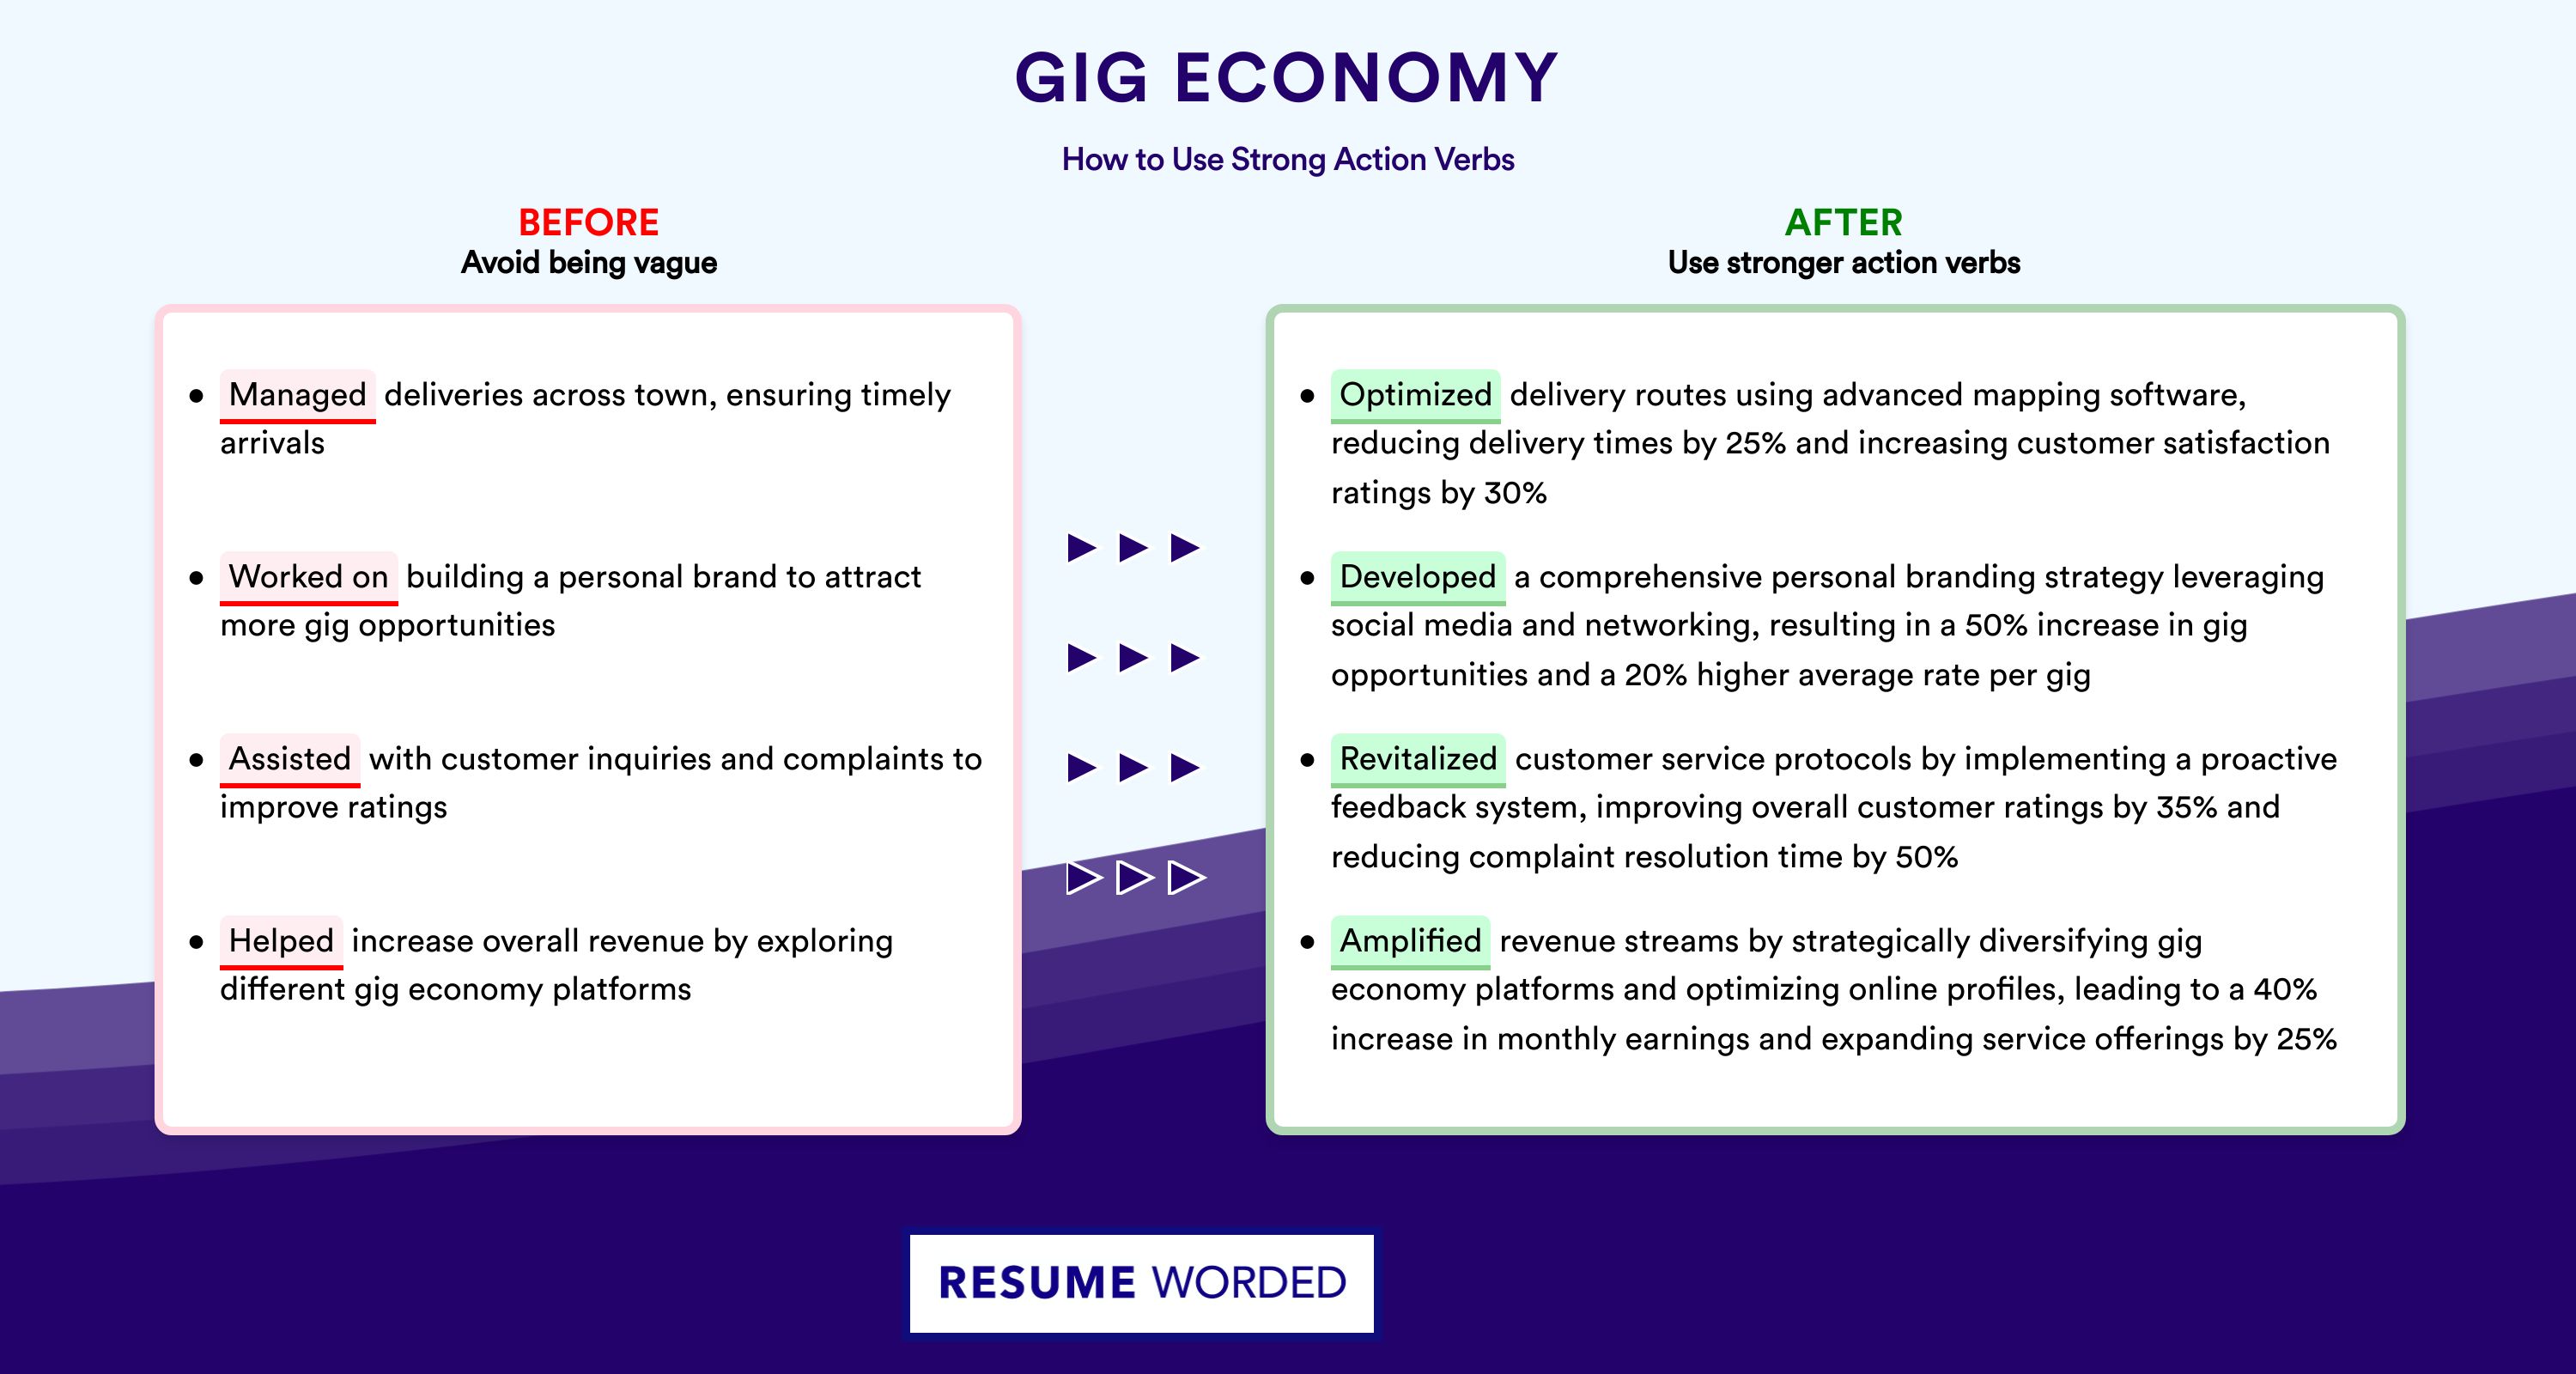 GIG ECONOMY
How to Use Strong Action Verbs
BEFORE
Avoid being vague
• Managed deliveries across town, ensuring timely
arrivals
• Worked on building a personal brand to attract
more gig opportunities
• Assisted with customer inquiries and complaints to
improve ratings
• Helped increase overall revenue by exploring
different gig economy platforms
AFTER
Use stronger action verbs
• Optimized delivery routes using advanced mapping software,
reducing delivery times by 25% and increasing customer satisfaction
ratings by 30%
• Developed a comprehensive personal branding strategy leveraging
social media and networking, resulting in a 50% increase in gig
opportunities and a 20% higher average rate per gig
• Revitalized customer service protocols by implementing a proactive
feedback system, improving overall customer ratings by 35% and
reducing complaint resolution time by 50%
• Amplified revenue streams by strategically diversifying gig
economy platforms and optimizing online profiles, leading to a 40%
increase in monthly earnings and expanding service offerings by 25%
RESUME WORDED